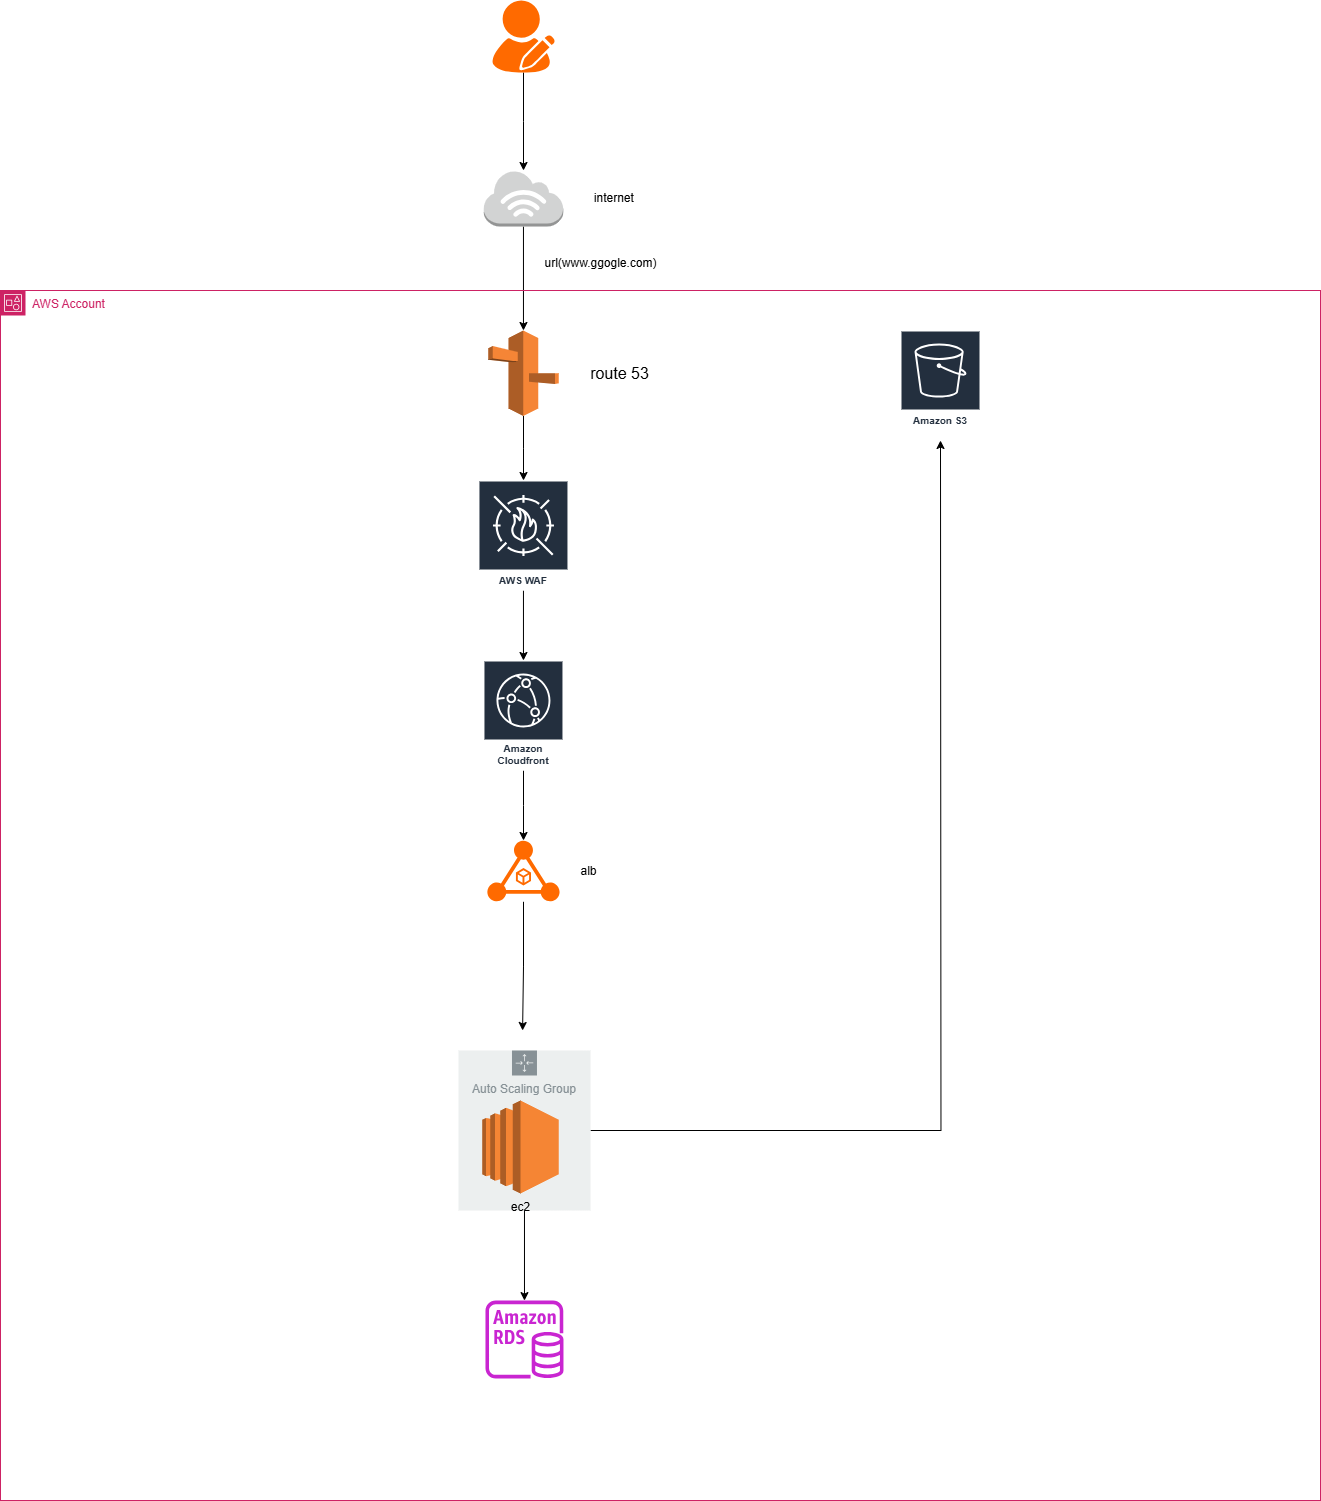 internet
url(www.ggogle.com)
AWS Account
route 53
Amazon S3
AWS WAF
Amazon
Cloudfront
alb
Auto Scaling Group
ec2
Amazon
RDS